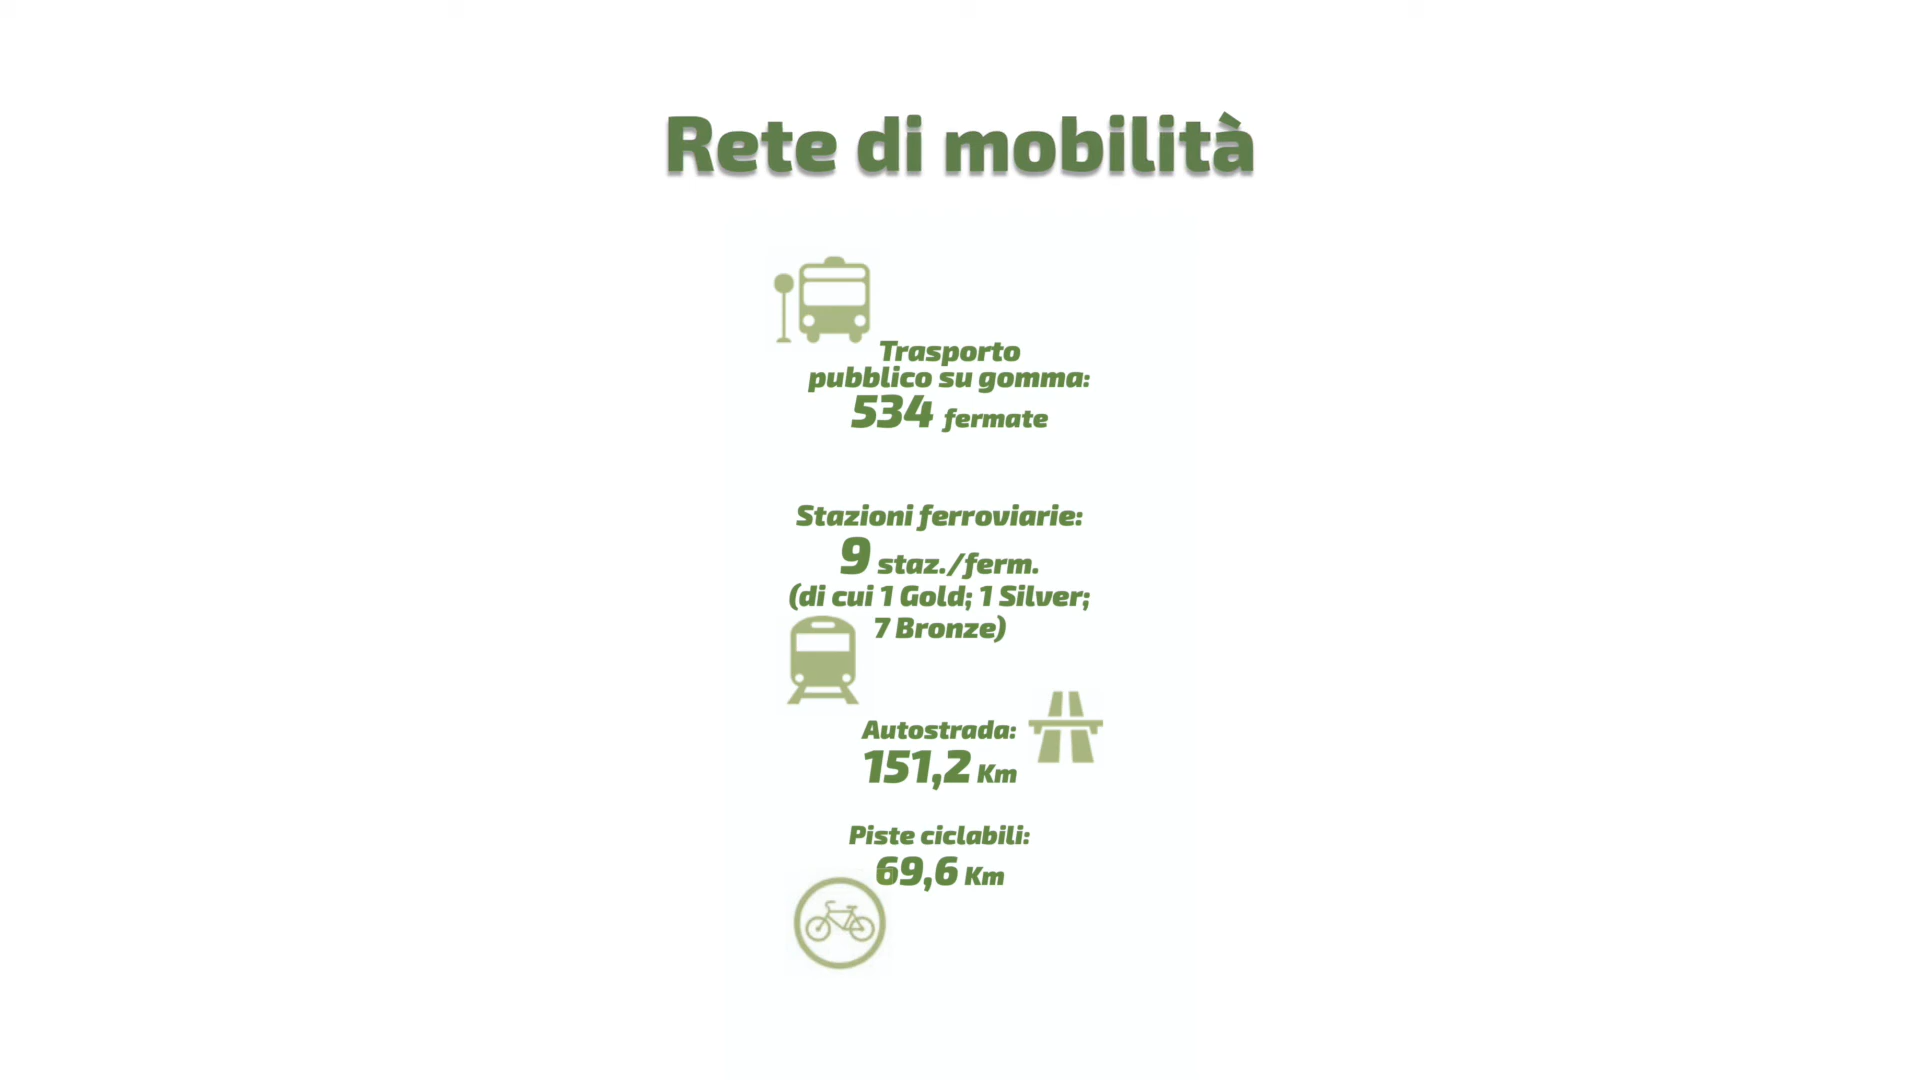 Rete di mobilità
Trasporto
pubblico su gomma:
534 fermate
Stazioni ferroviarie:
9 staz./ferm.
(di cui 1 Gold; 1 Silver;
7 Bronze)
Autostrada:
151,2 Km
Piste ciclabili:
69,6 Km